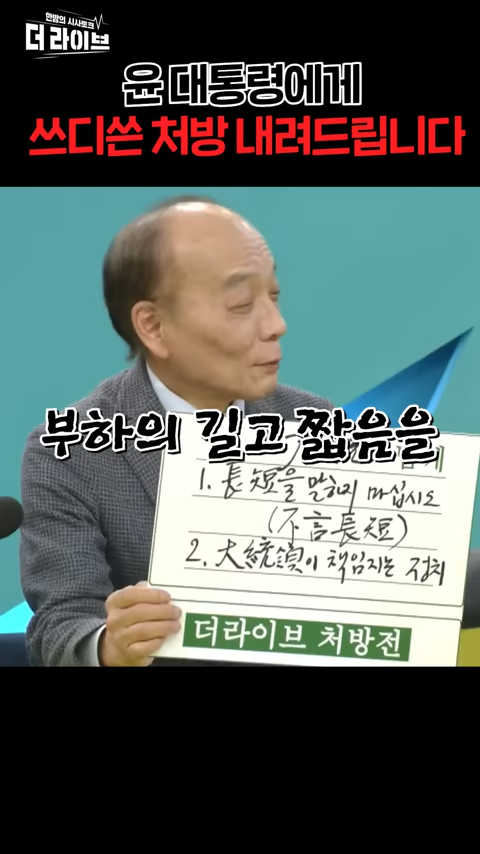 한밤의 시사토크
더 라이브
윤 대통령에게
쓰디쓴 처방 내려드립니다
부하의 길고 짧음을
1. 長短을 말하지 마십시오
(不言長短)
2. 大統領이 책임지는 정치
더라이브 처방전